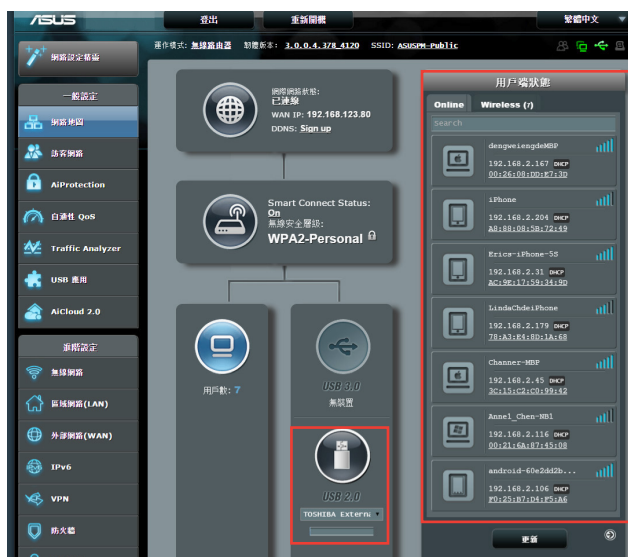 ASUS
登出
重新開機
繁體中文
運作模式: 無線路由器 韌體版本: 3.0.0.4.378_4120 SSID: ASUSPM-Public
網路設定精靈
一般設定
網路地圖
訪客網路
AiProtection
自適性 QoS
Traffic Analyzer
USB 應用
AiCloud 2.0
進階設定
無線網路
區域網路(LAN)
外部網路(WAN)
IPv6
VPN
防火牆
網際網路狀態:
已連線
WAN IP: 192.168.123.80
DDNS: Sign up
Smart Connect Status:
On
無線安全層級:
WPA2-Personal
用戶數: 7
USB 3.0
無裝置
USB 2.0
TOSHIBA Externa
用戶端狀態
Online Wireless (7)
Search
dengweiengdeMBP
192.168.2.167 DHCP
00:26:08:DD:E7:3D
iPhone
192.168.2.204 DHCP
A8:88:08:5B:72:49
Erica-iPhone-5S
192.168.2.31 DHCP
AC:9E:17:59:34:9D
LindaChdeiPhone
192.168.2.179 DHCP
78:A3:E4:8D:1A:68
Channer-MBP
192.168.2.45 DHCP
3C:15:C2:C0:99:42
Annel_Chen-NB1
192.168.2.116 DHCP
00:21:6A:87:45:08
android-60e2dd2b...
192.168.2.106 DHCP
F0:25:B7:D4:F5:A6
更新